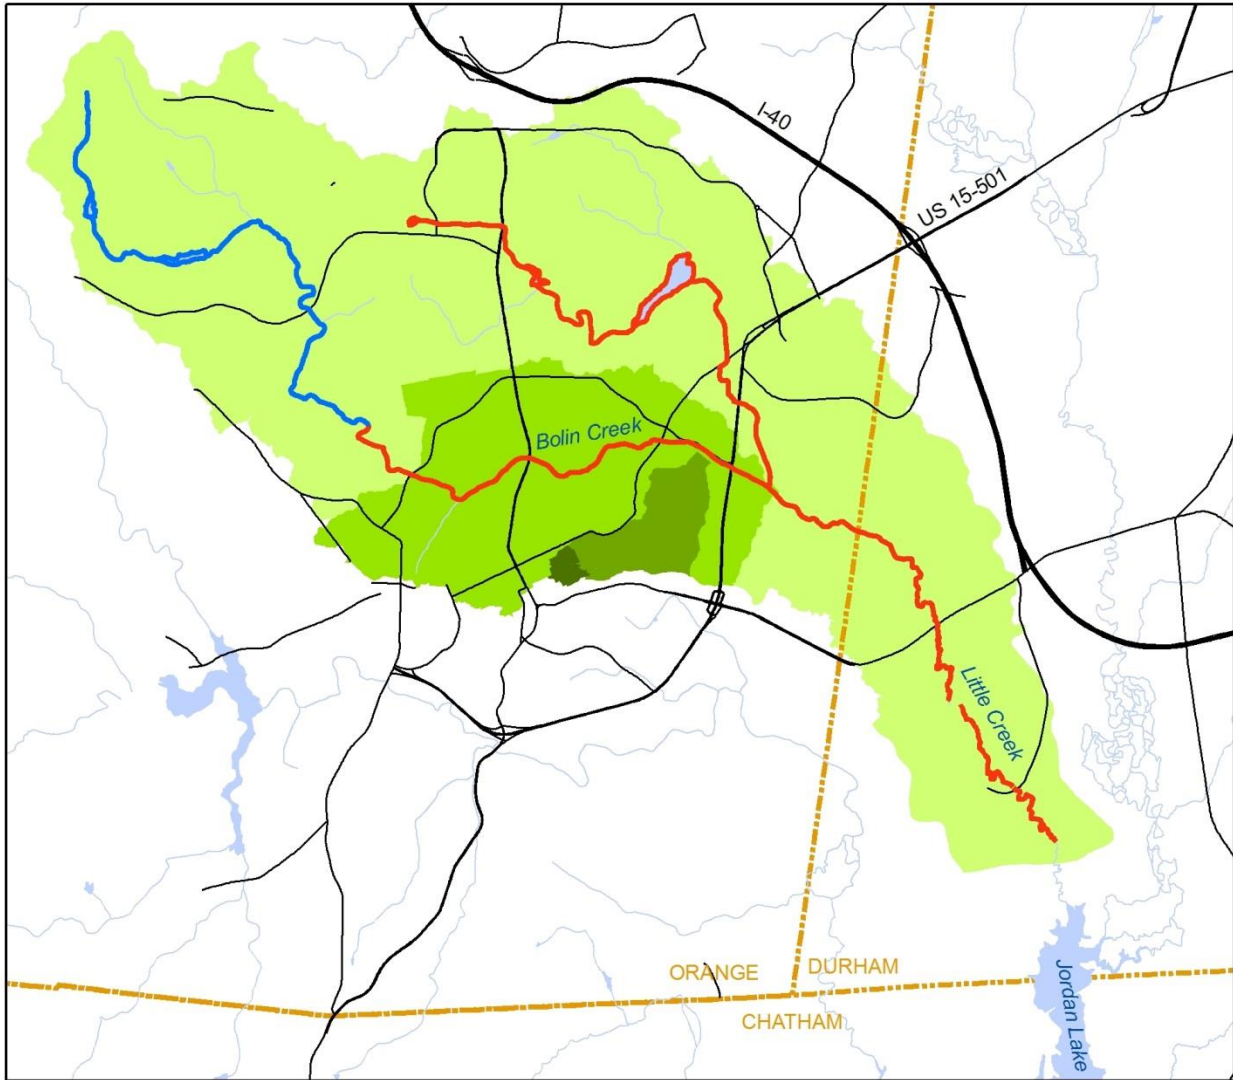 I-40
US 15-501
Bolin Creek
Little Creek
ORANGE
DURHAM
CHATHAM
Jordan Lake